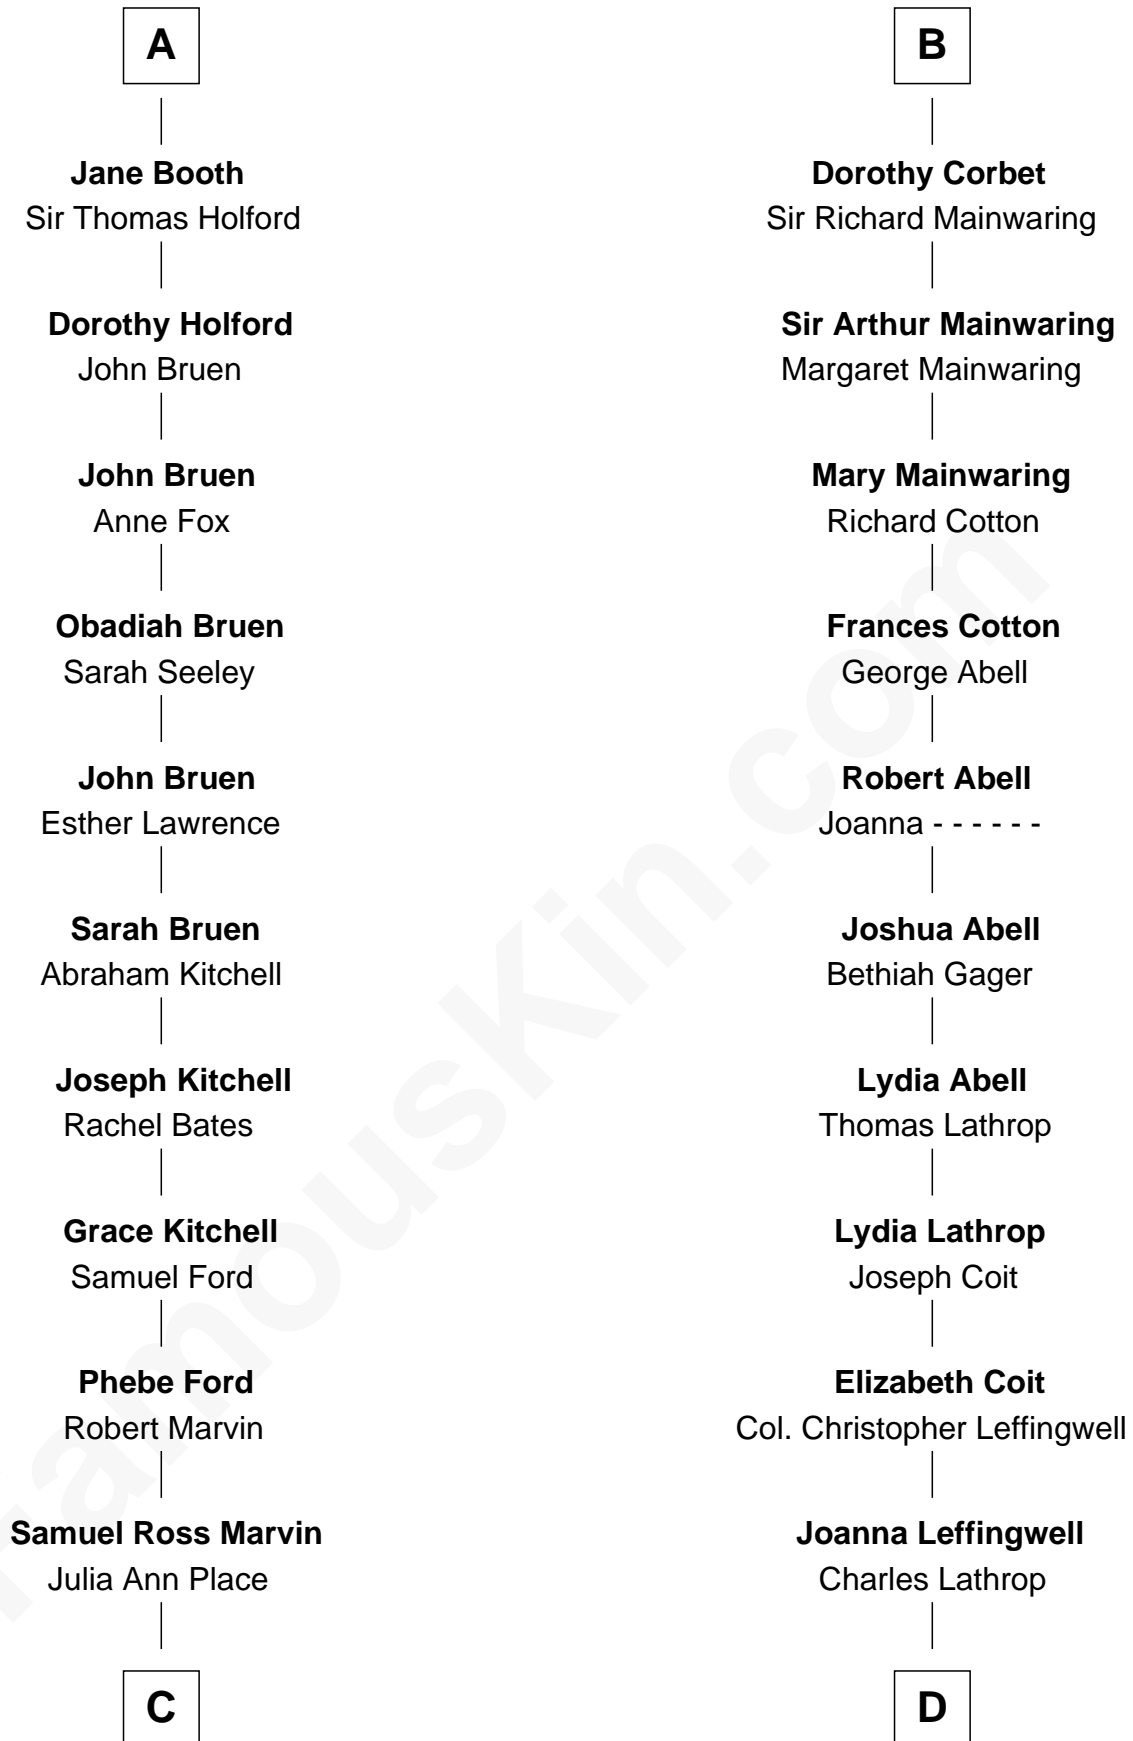 A
Jane Booth
Sir Thomas Holford
Dorothy Holford
John Bruen
John Bruen
Anne Fox
Obadiah Bruen
Sarah Seeley
John Bruen
Esther Lawrence
Sarah Bruen
Abraham Kitchell
Joseph Kitchell
Rachel Bates
Grace Kitchell
Samuel Ford
Phebe Ford
Robert Marvin
Samuel Ross Marvin
Julia Ann Place
C
B
Dorothy Corbet
Sir Richard Mainwaring
Sir Arthur Mainwaring
Margaret Mainwaring
Mary Mainwaring
Richard Cotton
Frances Cotton
George Abell
Robert Abell
Joanna - - - - - -
Joshua Abell
Bethiah Gager
Lydia Abell
Thomas Lathrop
Lydia Lathrop
Joseph Coit
Elizabeth Coit
Col. Christopher Leffingwell
Joanna Leffingwell
Charles Lathrop
D
FamousKin.com